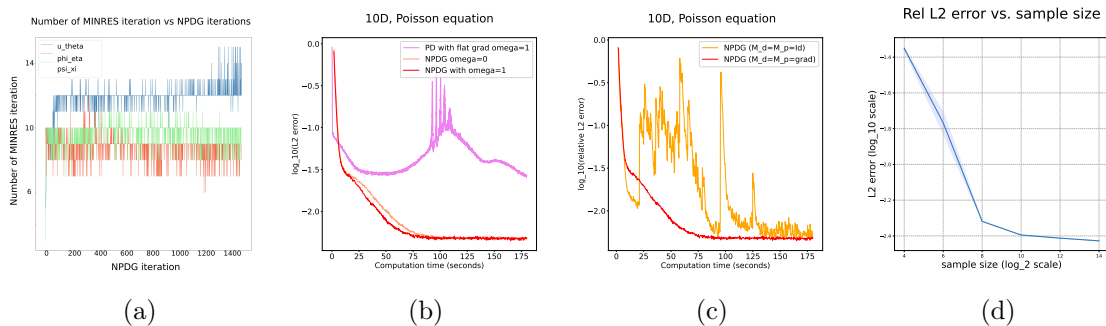 Number of MINRES iteration vs NPDG iterations
Number of MINRES iteration
14
12
10
8
6
u_theta
phi_eta
psi_xi
0 200 400 600 800 1000 1200 1400
NPDG iteration
(a)
10D, Poisson equation
log_10(L2 error)
−0.5
−1.0
−1.5
−2.0
PD with flat grad omega=1
NPDG omega=0
NPDG with omega=1
0 25 50 75 100 125 150 175
Computation time (seconds)
(b)
10D, Poisson equation
log_10(relative L2 error)
0.0
−0.5
−1.0
−1.5
−2.0
NPDG (M_d=M_p=Id)
NPDG (M_d=M_p=grad)
0 25 50 75 100 125 150 175
Computation time (seconds)
(c)
Rel L2 error vs. sample size
L2 error (log_10 scale)
−1.4
−1.6
−1.8
−2.0
−2.2
−2.4
4 6 8 10 12 14
sample size (log_2 scale)
(d)